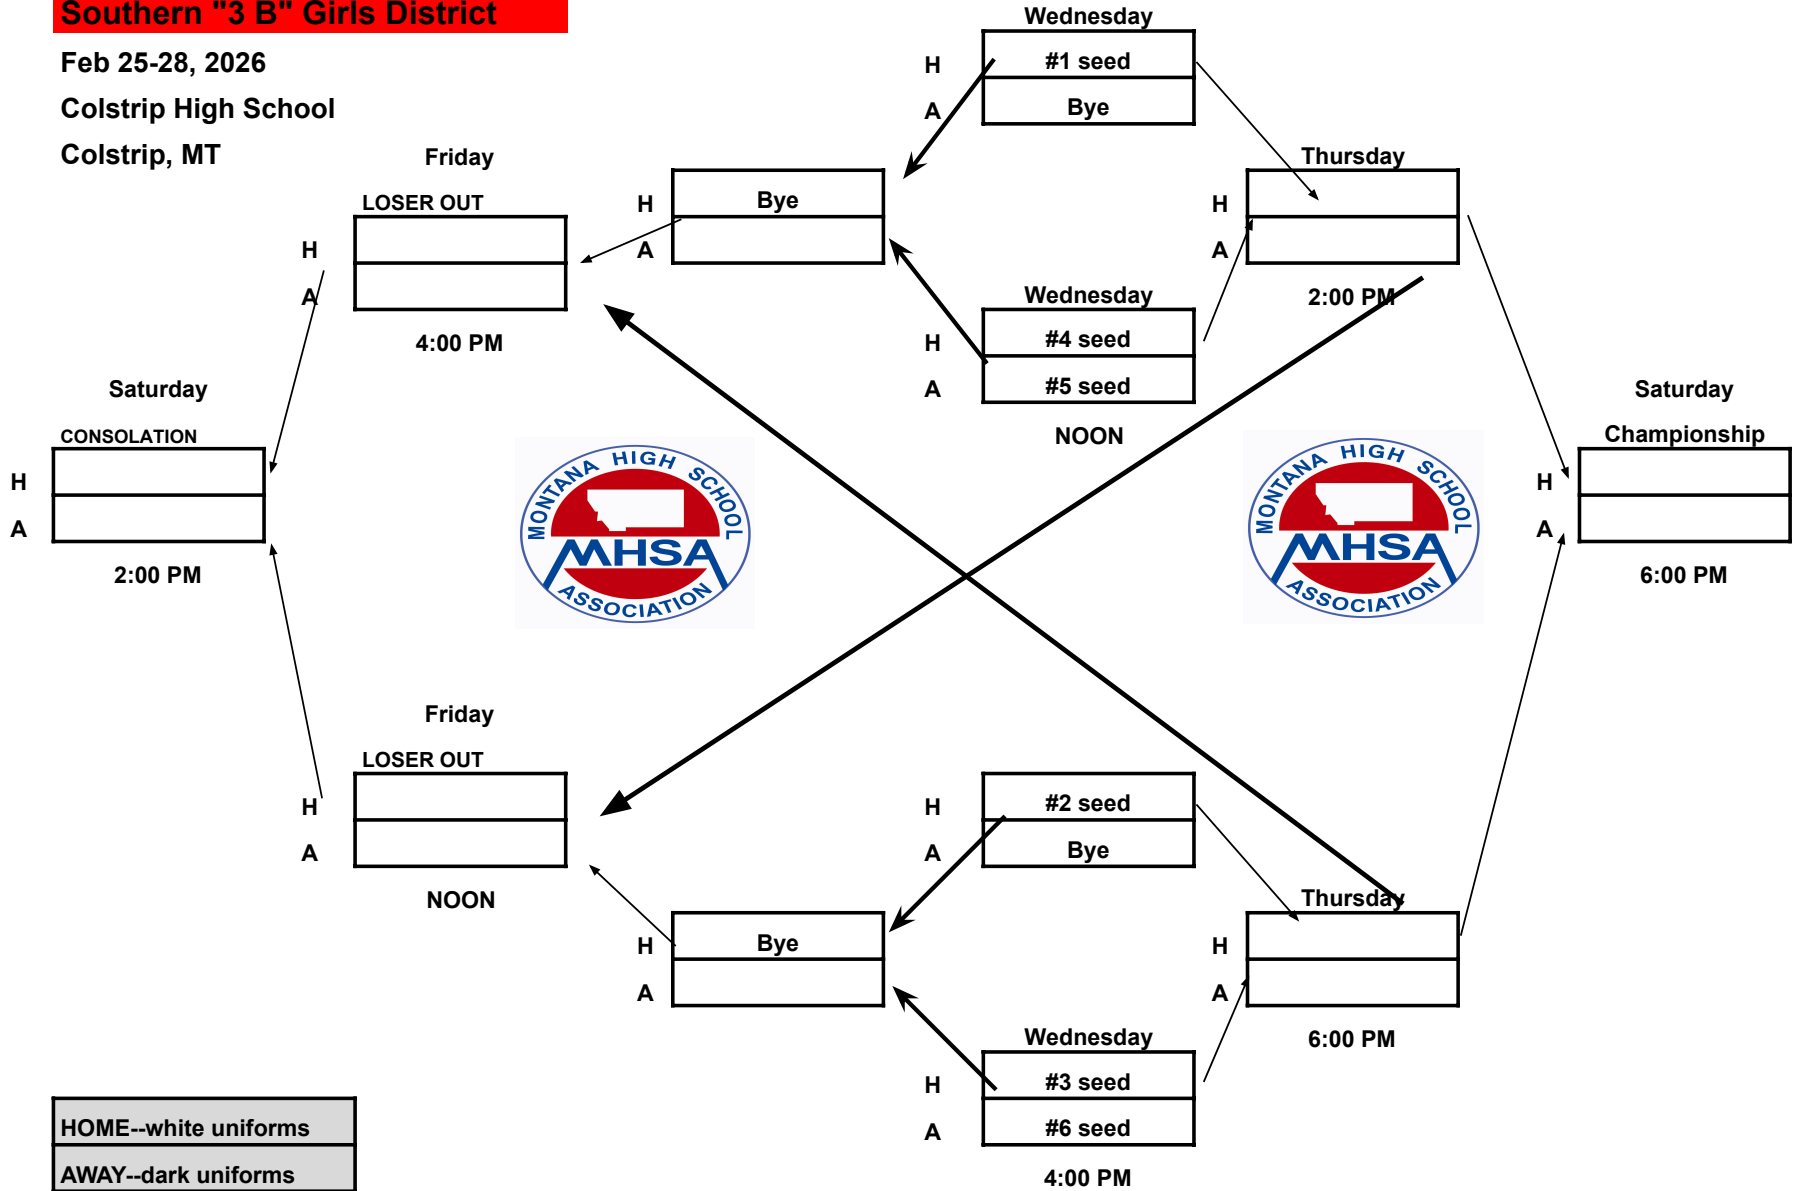 Southern "3 B" Girls District
Feb 25-28, 2026
Colstrip High School
Colstrip, MT
Wednesday
H #1 seed
A Bye
Friday
LOSER OUT
H
A
4:00 PM
H Bye
A
Thursday
H
A
2:00 PM
Wednesday
H #4 seed
A #5 seed
NOON
Saturday
CONSOLATION
H
A
2:00 PM
MONTANA HIGH SCHOOL
MHSA
ASSOCIATION
MONTANA HIGH SCHOOL
MHSA
ASSOCIATION
Saturday
Championship
H
A
6:00 PM
Friday
LOSER OUT
H
A
NOON
H #2 seed
A Bye
H Bye
A
Thursday
H
A
6:00 PM
Wednesday
H #3 seed
A #6 seed
4:00 PM
HOME--white uniforms
AWAY--dark uniforms